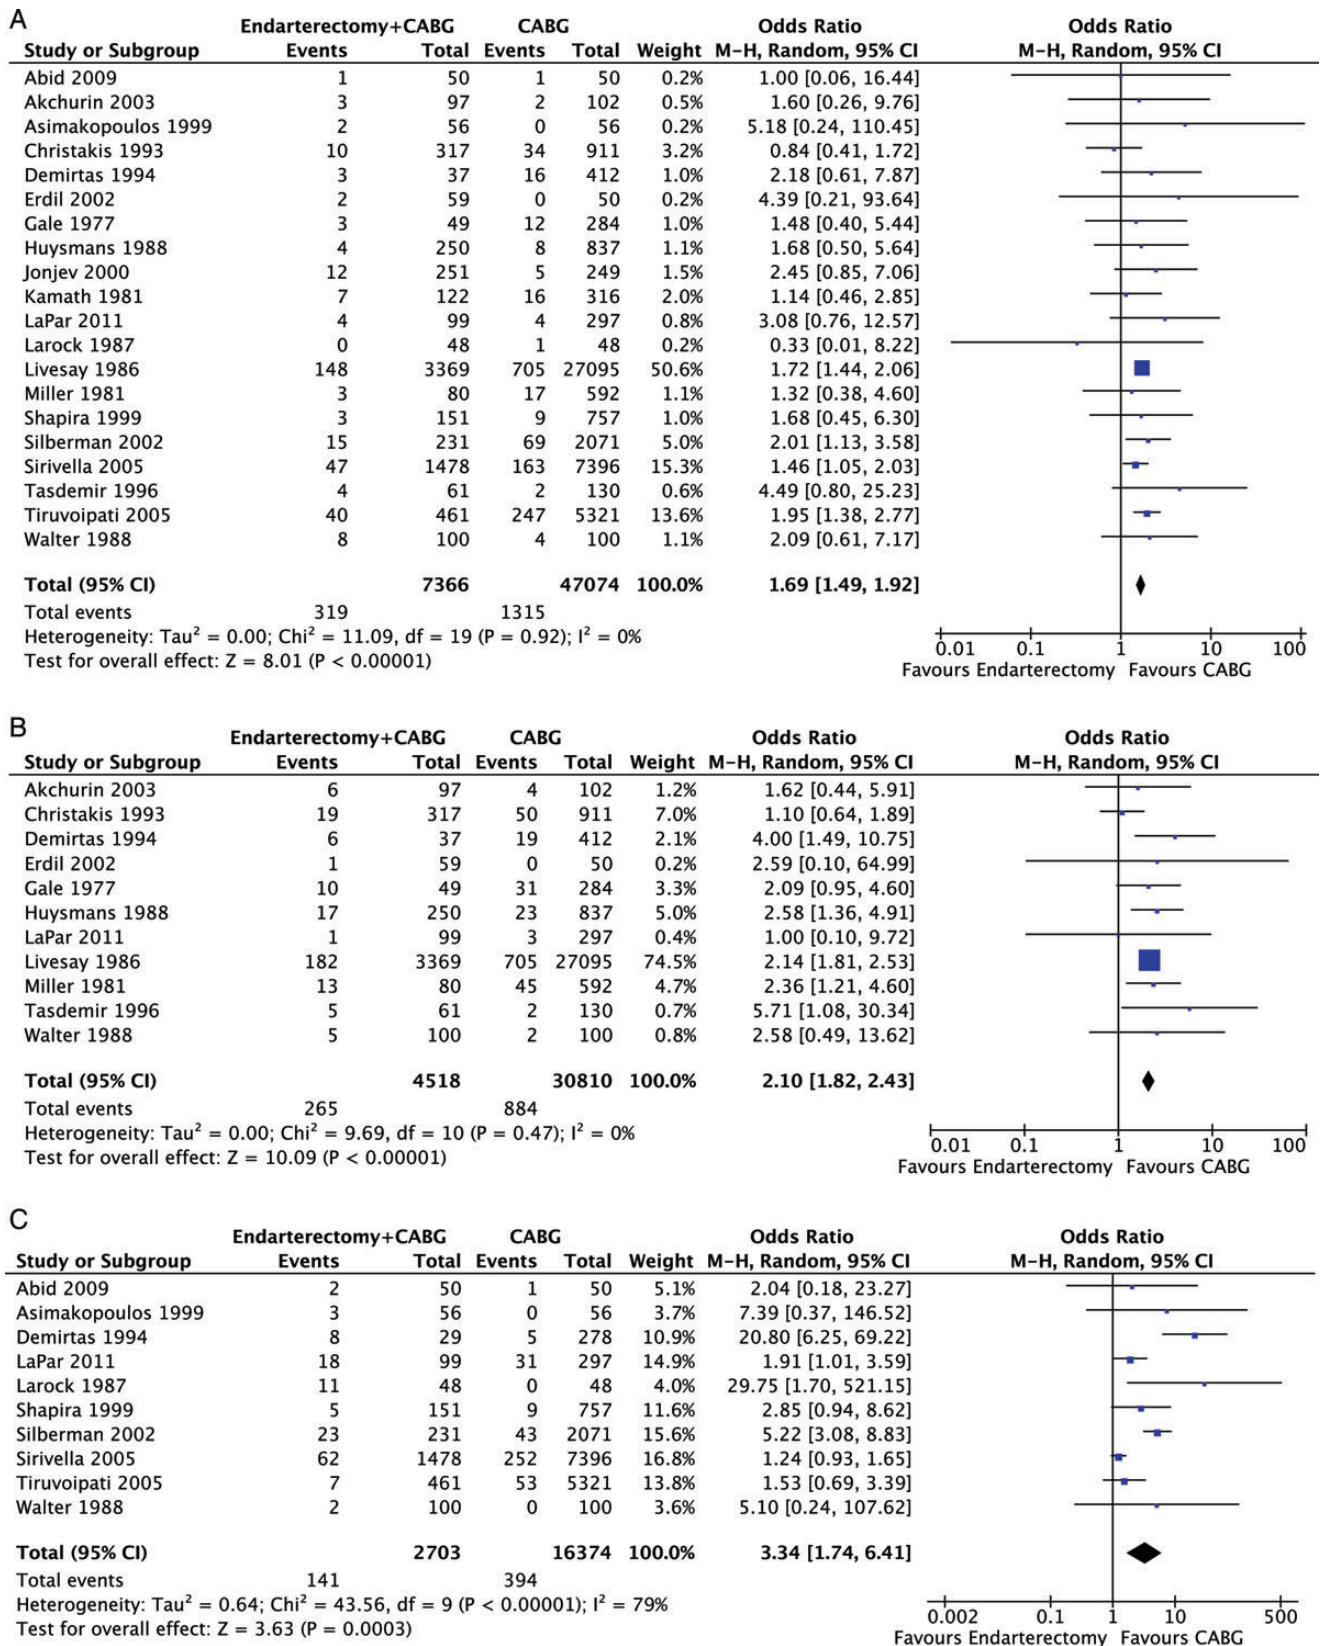 A
Endarterectomy+CABG CABG Odds Ratio Odds Ratio
Study or Subgroup Events Total Events Total Weight M-H, Random, 95% CI M-H, Random, 95% CI
Abid 2009 1 50 1 50 0.2% 1.00 [0.06, 16.44]
Akchurin 2003 3 97 2 102 0.5% 1.60 [0.26, 9.76]
Asimakopoulos 1999 2 56 0 56 0.2% 5.18 [0.24, 110.45]
Christakis 1993 10 317 34 911 3.2% 0.84 [0.41, 1.72]
Demirtas 1994 3 37 16 412 1.0% 2.18 [0.61, 7.87]
Erdil 2002 2 59 0 50 0.2% 4.39 [0.21, 93.64]
Gale 1977 3 49 12 284 1.0% 1.48 [0.40, 5.44]
Huysmans 1988 4 250 8 837 1.1% 1.68 [0.50, 5.64]
Jonjev 2000 12 251 5 249 1.5% 2.45 [0.85, 7.06]
Kamath 1981 7 122 16 316 2.0% 1.14 [0.46, 2.85]
LaPar 2011 4 99 4 297 0.8% 3.08 [0.76, 12.57]
Larock 1987 0 48 1 48 0.2% 0.33 [0.01, 8.22]
Livesay 1986 148 3369 705 27095 50.6% 1.72 [1.44, 2.06]
Miller 1981 3 80 17 592 1.1% 1.32 [0.38, 4.60]
Shapira 1999 3 151 9 757 1.0% 1.68 [0.45, 6.30]
Silberman 2002 15 231 69 2071 5.0% 2.01 [1.13, 3.58]
Sirivella 2005 47 1478 163 7396 15.3% 1.46 [1.05, 2.03]
Tasdemir 1996 4 61 2 130 0.6% 4.49 [0.80, 25.23]
Tiruvoipati 2005 40 461 247 5321 13.6% 1.95 [1.38, 2.77]
Walter 1988 8 100 4 100 1.1% 2.09 [0.61, 7.17]
Total (95% CI) 7366 47074 100.0% 1.69 [1.49, 1.92]
Total events 319 1315
Heterogeneity: Tau² = 0.00; Chi² = 11.09, df = 19 (P = 0.92); I² = 0%
Test for overall effect: Z = 8.01 (P < 0.00001)
0.01 0.1 1 10 100
Favours Endarterectomy Favours CABG
B
Endarterectomy+CABG CABG Odds Ratio Odds Ratio
Study or Subgroup Events Total Events Total Weight M-H, Random, 95% CI M-H, Random, 95% CI
Akchurin 2003 6 97 4 102 1.2% 1.62 [0.44, 5.91]
Christakis 1993 19 317 50 911 7.0% 1.10 [0.64, 1.89]
Demirtas 1994 6 37 19 412 2.1% 4.00 [1.49, 10.75]
Erdil 2002 1 59 0 50 0.2% 2.59 [0.10, 64.99]
Gale 1977 10 49 31 284 3.3% 2.09 [0.95, 4.60]
Huysmans 1988 17 250 23 837 5.0% 2.58 [1.36, 4.91]
LaPar 2011 1 99 3 297 0.4% 1.00 [0.10, 9.72]
Livesay 1986 182 3369 705 27095 74.5% 2.14 [1.81, 2.53]
Miller 1981 13 80 45 592 4.7% 2.36 [1.21, 4.60]
Tasdemir 1996 5 61 2 130 0.7% 5.71 [1.08, 30.34]
Walter 1988 5 100 2 100 0.8% 2.58 [0.49, 13.62]
Total (95% CI) 4518 30810 100.0% 2.10 [1.82, 2.43]
Total events 265 884
Heterogeneity: Tau² = 0.00; Chi² = 9.69, df = 10 (P = 0.47); I² = 0%
Test for overall effect: Z = 10.09 (P < 0.00001)
0.01 0.1 1 10 100
Favours Endarterectomy Favours CABG
C
Endarterectomy+CABG CABG Odds Ratio Odds Ratio
Study or Subgroup Events Total Events Total Weight M-H, Random, 95% CI M-H, Random, 95% CI
Abid 2009 2 50 1 50 5.1% 2.04 [0.18, 23.27]
Asimakopoulos 1999 3 56 0 56 3.7% 7.39 [0.37, 146.52]
Demirtas 1994 8 29 5 278 10.9% 20.80 [6.25, 69.22]
LaPar 2011 18 99 31 297 14.9% 1.91 [1.01, 3.59]
Larock 1987 11 48 0 48 4.0% 29.75 [1.70, 521.15]
Shapira 1999 5 151 9 757 11.6% 2.85 [0.94, 8.62]
Silberman 2002 23 231 43 2071 15.6% 5.22 [3.08, 8.83]
Sirivella 2005 62 1478 252 7396 16.8% 1.24 [0.93, 1.65]
Tiruvoipati 2005 7 461 53 5321 13.8% 1.53 [0.69, 3.39]
Walter 1988 2 100 0 100 3.6% 5.10 [0.24, 107.62]
Total (95% CI) 2703 16374 100.0% 3.34 [1.74, 6.41]
Total events 141 394
Heterogeneity: Tau² = 0.64; Chi² = 43.56, df = 9 (P < 0.00001); I² = 79%
Test for overall effect: Z = 3.63 (P = 0.0003)
0.002 0.1 1 10 500
Favours Endarterectomy Favours CABG